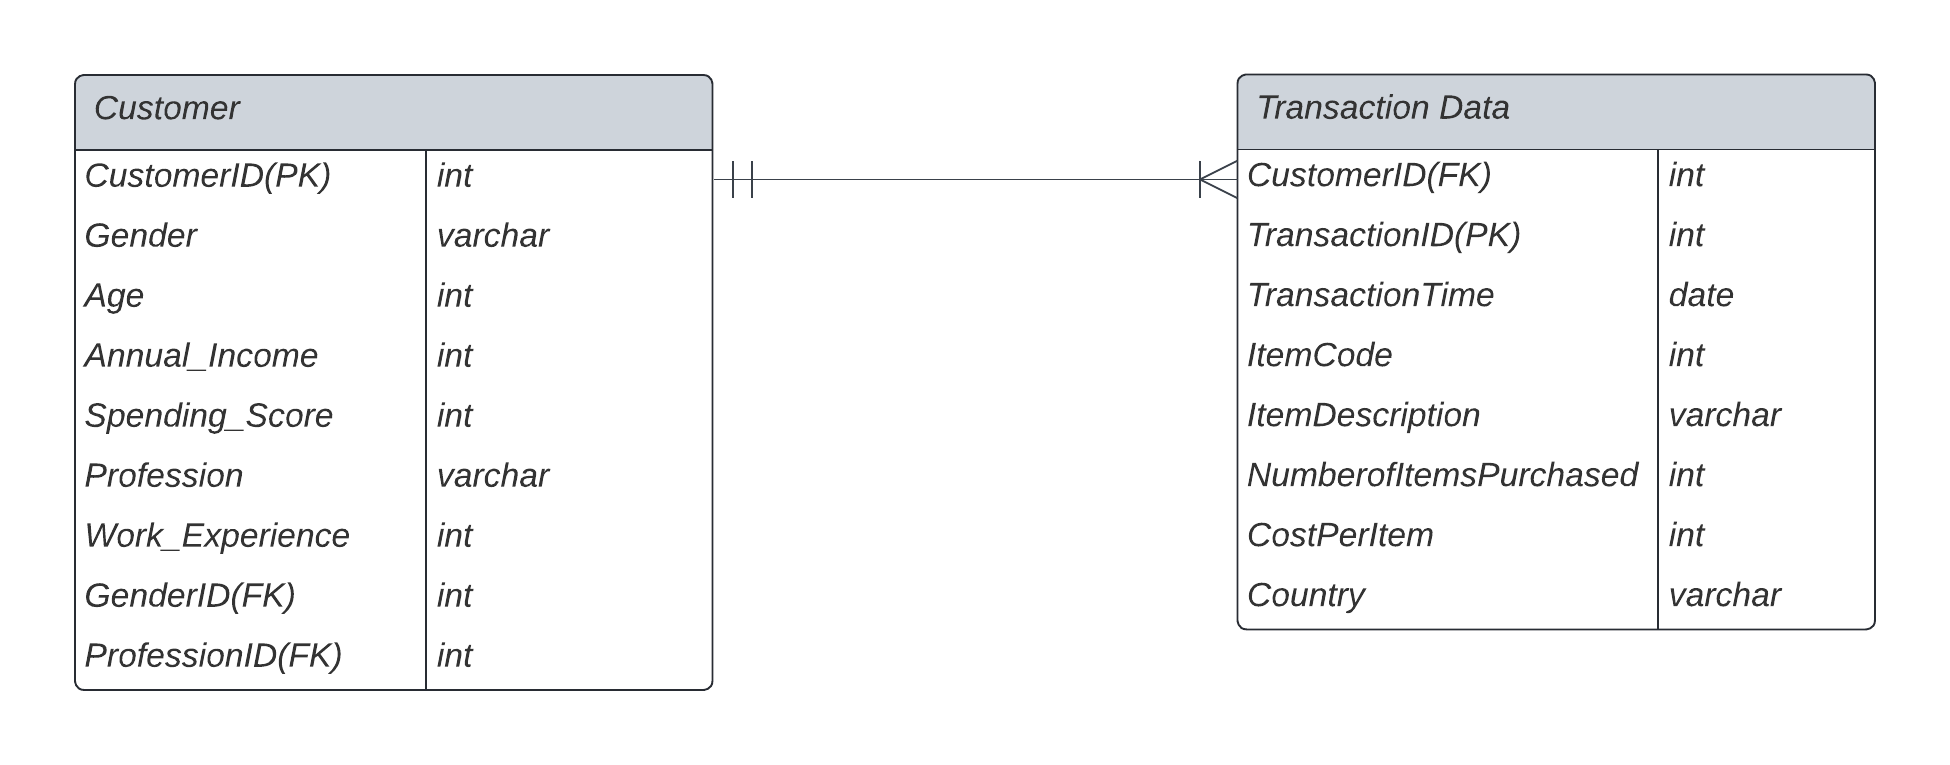 Customer
CustomerID(PK) int
Gender varchar
Age int
Annual_Income int
Spending_Score int
Profession varchar
Work_Experience int
GenderID(FK) int
ProfessionID(FK) int
Transaction Data
CustomerID(FK) int
TransactionID(PK) int
TransactionTime date
ItemCode int
ItemDescription varchar
NumberofItemsPurchased int
CostPerItem int
Country varchar